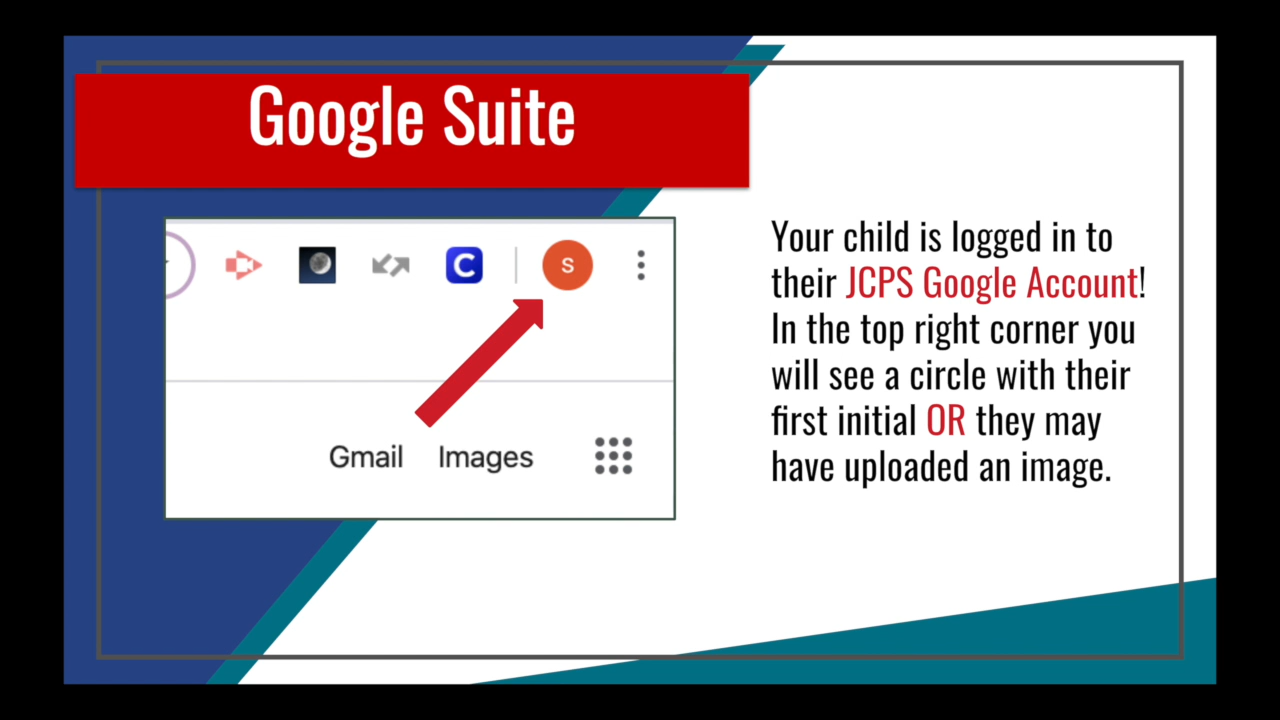 Google Suite
C
S
Gmail Images
Your child is logged in to
their JCPS Google Account!
In the top right corner you
will see a circle with their
first initial OR they may
have uploaded an image.